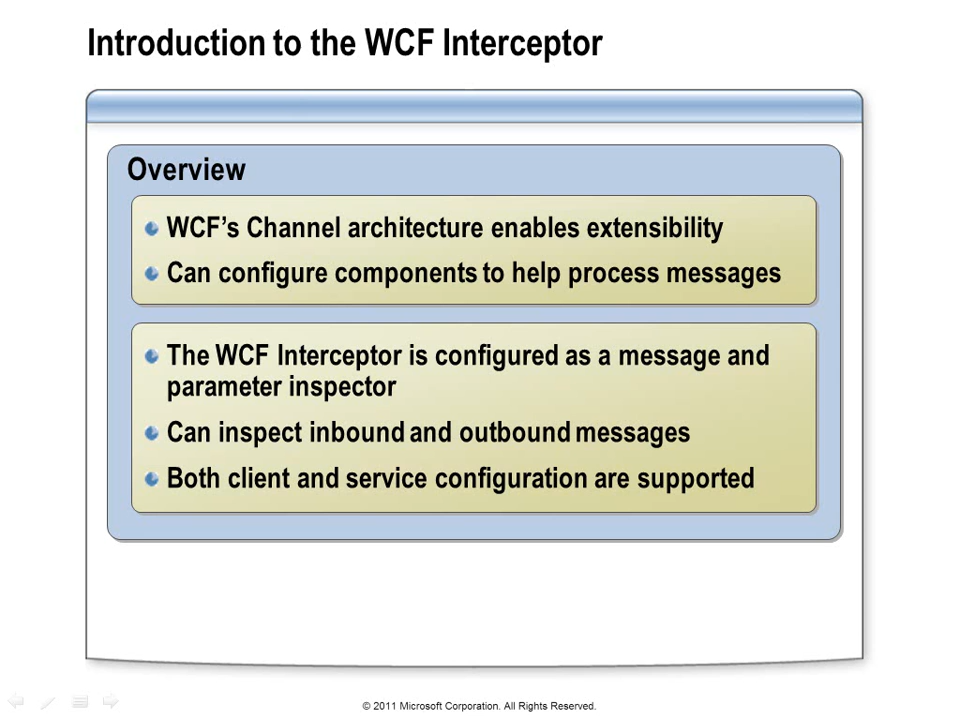 Introduction to the WCF Interceptor
Overview
WCF's Channel architecture enables extensibility
Can configure components to help process messages
The WCF Interceptor is configured as a message and
parameter inspector
Can inspect inbound and outbound messages
Both client and service configuration are supported
© 2011 Microsoft Corporation. All Rights Reserved.